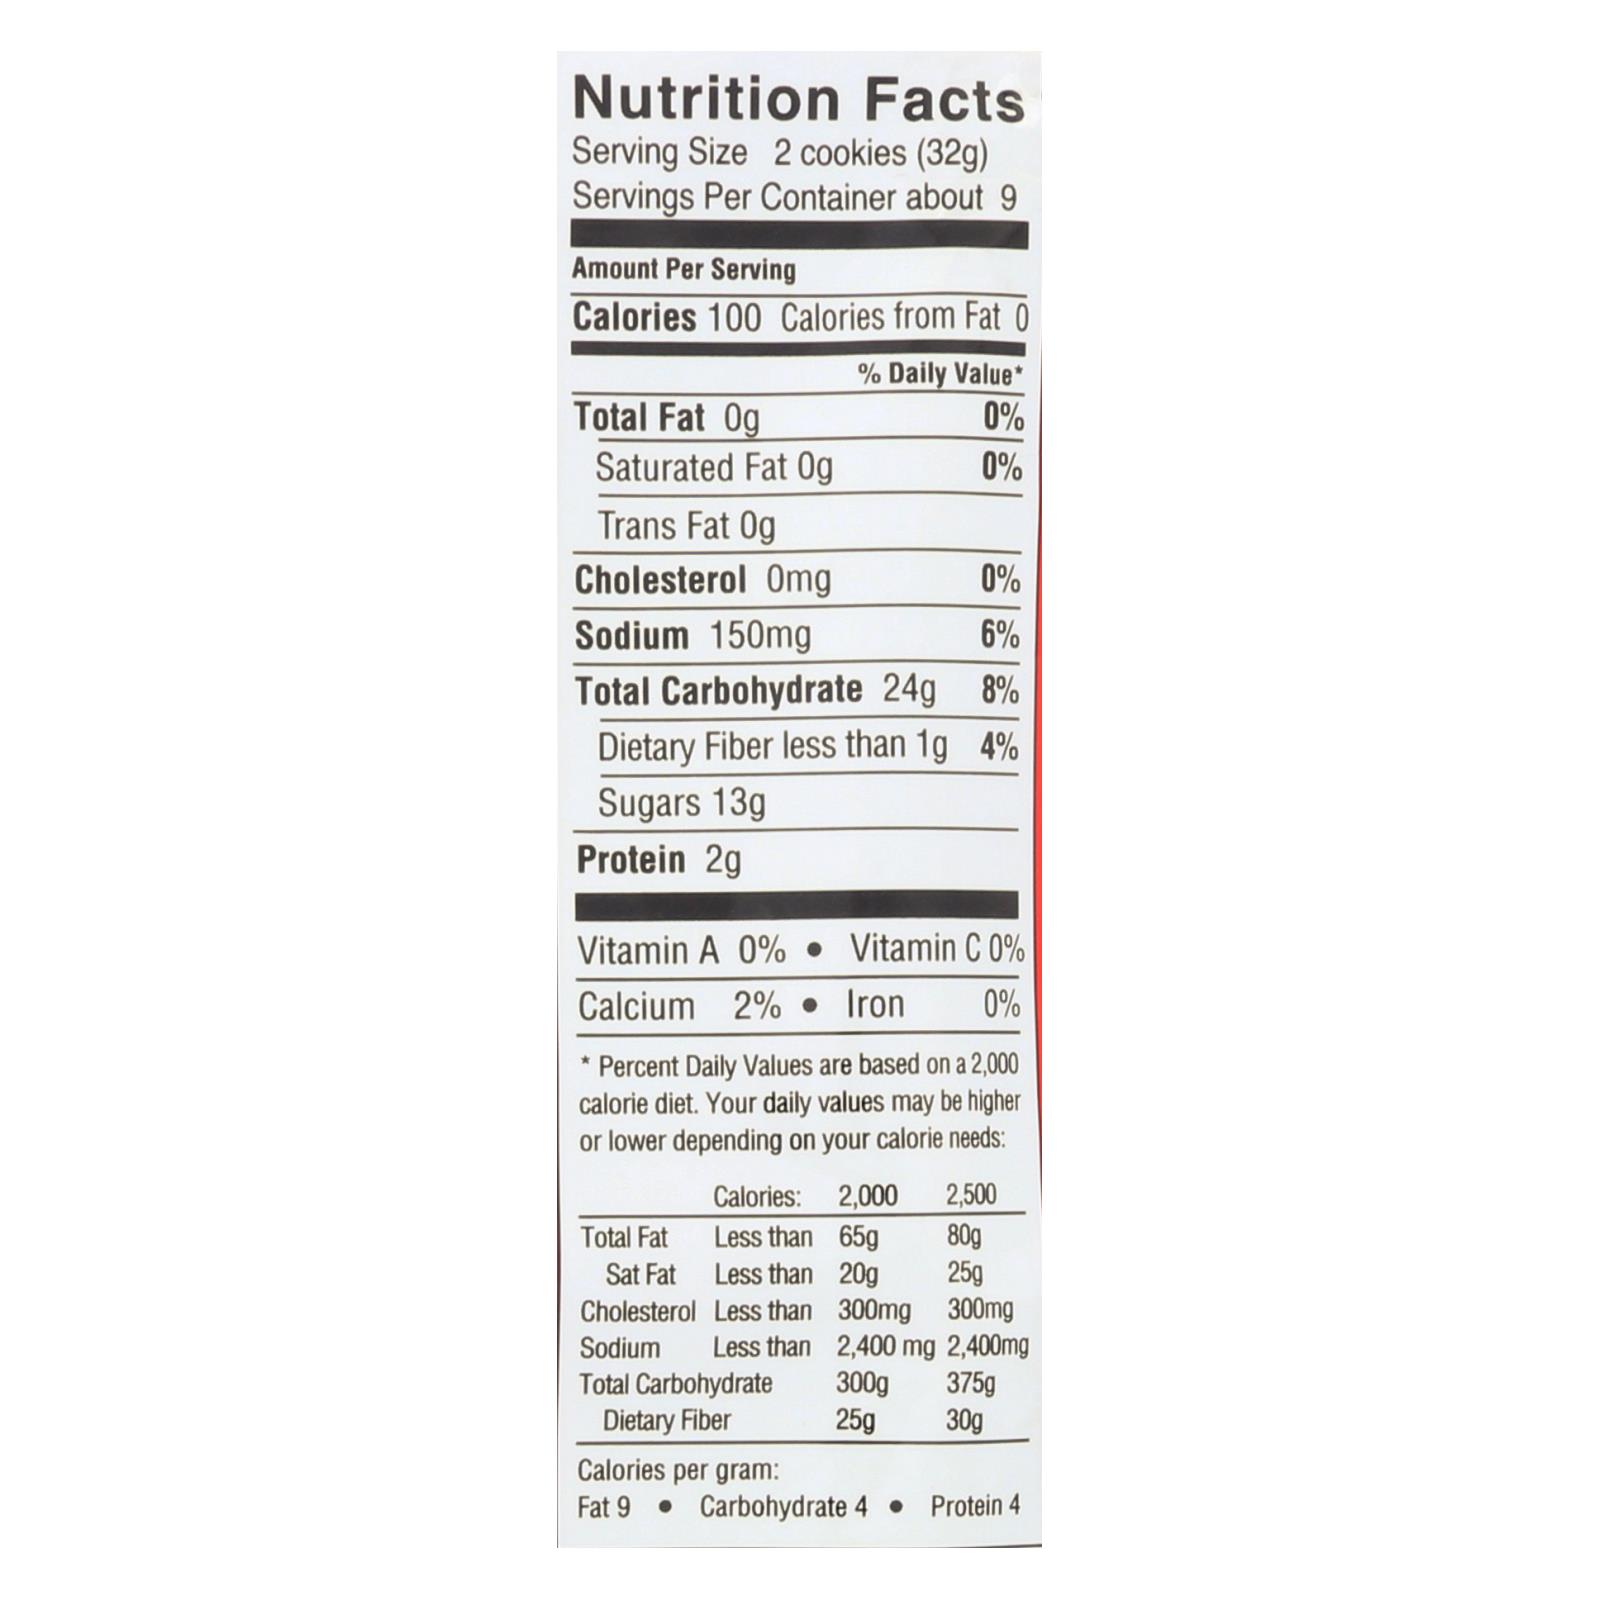 Nutrition Facts
Serving Size 2 cookies (32g)
Servings Per Container about 9
Amount Per Serving
Calories 100 Calories from Fat 0
% Daily Value*
Total Fat 0g 0%
Saturated Fat 0g 0%
Trans Fat 0g
Cholesterol 0mg 0%
Sodium 150mg 6%
Total Carbohydrate 24g 8%
Dietary Fiber less than 1g 4%
Sugars 13g
Protein 2g
Vitamin A 0% • Vitamin C 0%
Calcium 2% • Iron 0%
* Percent Daily Values are based on a 2,000
calorie diet. Your daily values may be higher
or lower depending on your calorie needs:
Calories: 2,000 2,500
Total Fat Less than 65g 80g
Sat Fat Less than 20g 25g
Cholesterol Less than 300mg 300mg
Sodium Less than 2,400 mg 2,400mg
Total Carbohydrate 300g 375g
Dietary Fiber 25g 30g
Calories per gram:
Fat 9 • Carbohydrate 4 • Protein 4